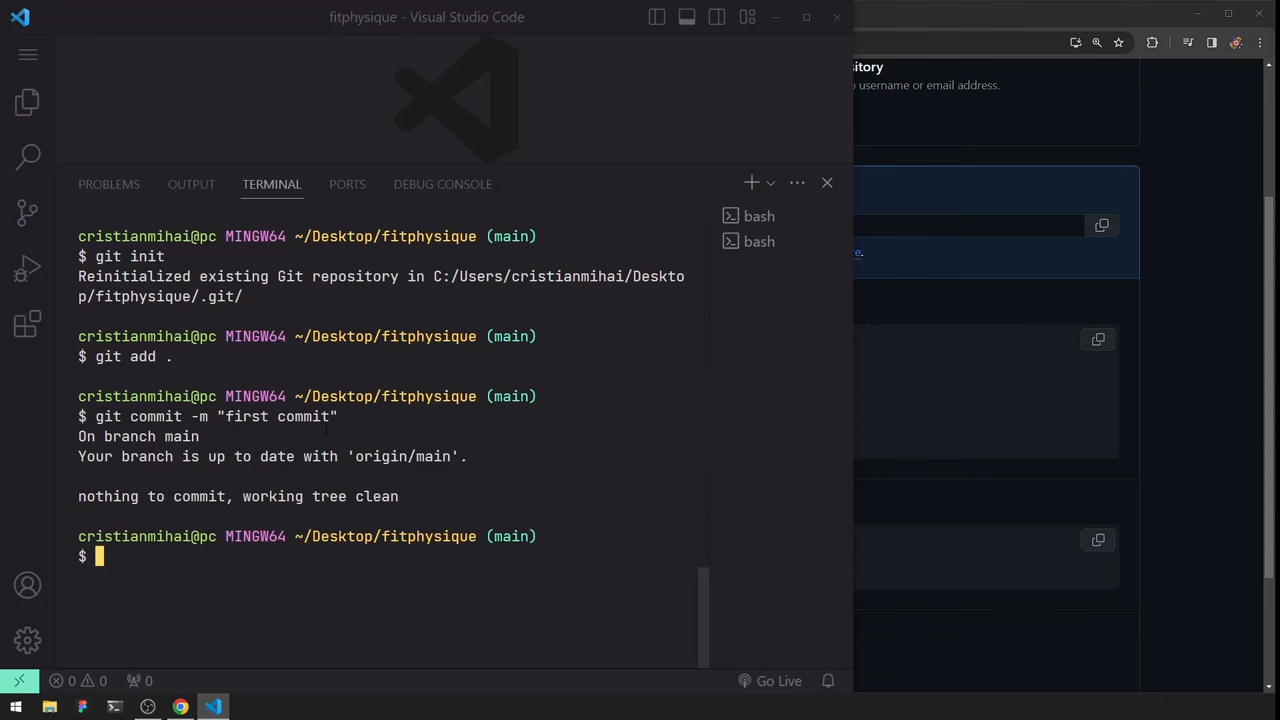 fitphysique - Visual Studio Code
PROBLEMS OUTPUT TERMINAL PORTS DEBUG CONSOLE
cristianmihai@pc MINGW64 ~/Desktop/fitphysique (main)
$ git init
Reinitialized existing Git repository in C:/Users/cristianmihai/Deskto
p/fitphysique/.git/
cristianmihai@pc MINGW64 ~/Desktop/fitphysique (main)
$ git add .
cristianmihai@pc MINGW64 ~/Desktop/fitphysique (main)
$ git commit -m "first commit"
On branch main
Your branch is up to date with 'origin/main'.
nothing to commit, working tree clean
cristianmihai@pc MINGW64 ~/Desktop/fitphysique (main)
$
bash
bash
0 0 0
Go Live
username or email address.